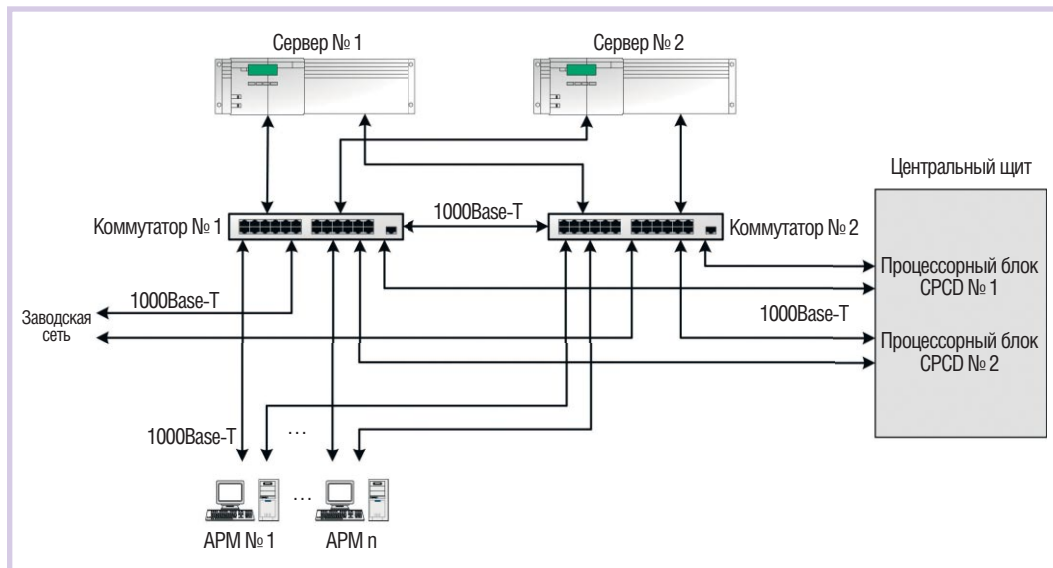 Сервер № 1
Сервер № 2
Центральный щит
Коммутатор № 1
1000Base-T
Коммутатор № 2
Процессорный блок
CPCD № 1
1000Base-T
1000Base-T
Заводская
сеть
Процессорный блок
CPCD № 2
1000Base-T
...
...
АРМ № 1
АРМ n